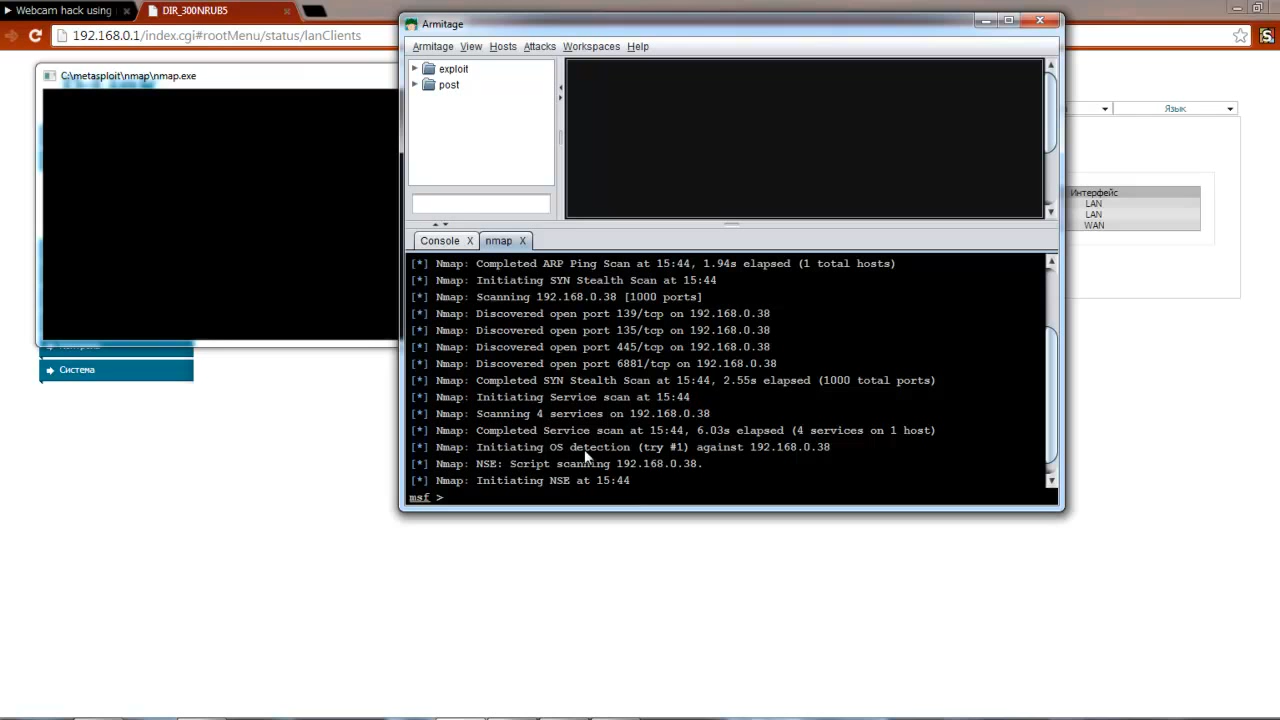 Webcam hack using
DIR_300NRUB5
192.168.0.1/index.cgi#rootMenu/status/lanClients
C:\metasploit\nmap\nmap.exe
Armitage
Armitage View Hosts Attacks Workspaces Help
exploit
post
Язык
Интерфейс
LAN
LAN
WAN
Console X nmap X
[*] Nmap: Completed ARP Ping Scan at 15:44, 1.94s elapsed (1 total hosts)
[*] Nmap: Initiating SYN Stealth Scan at 15:44
[*] Nmap: Scanning 192.168.0.38 [1000 ports]
[*] Nmap: Discovered open port 139/tcp on 192.168.0.38
[*] Nmap: Discovered open port 135/tcp on 192.168.0.38
[*] Nmap: Discovered open port 445/tcp on 192.168.0.38
[*] Nmap: Discovered open port 6881/tcp on 192.168.0.38
[*] Nmap: Completed SYN Stealth Scan at 15:44, 2.55s elapsed (1000 total ports)
[*] Nmap: Initiating Service scan at 15:44
[*] Nmap: Scanning 4 services on 192.168.0.38
[*] Nmap: Completed Service scan at 15:44, 6.03s elapsed (4 services on 1 host)
[*] Nmap: Initiating OS detection (try #1) against 192.168.0.38
[*] Nmap: NSE: Script scanning 192.168.0.38.
[*] Nmap: Initiating NSE at 15:44
msf >
Система